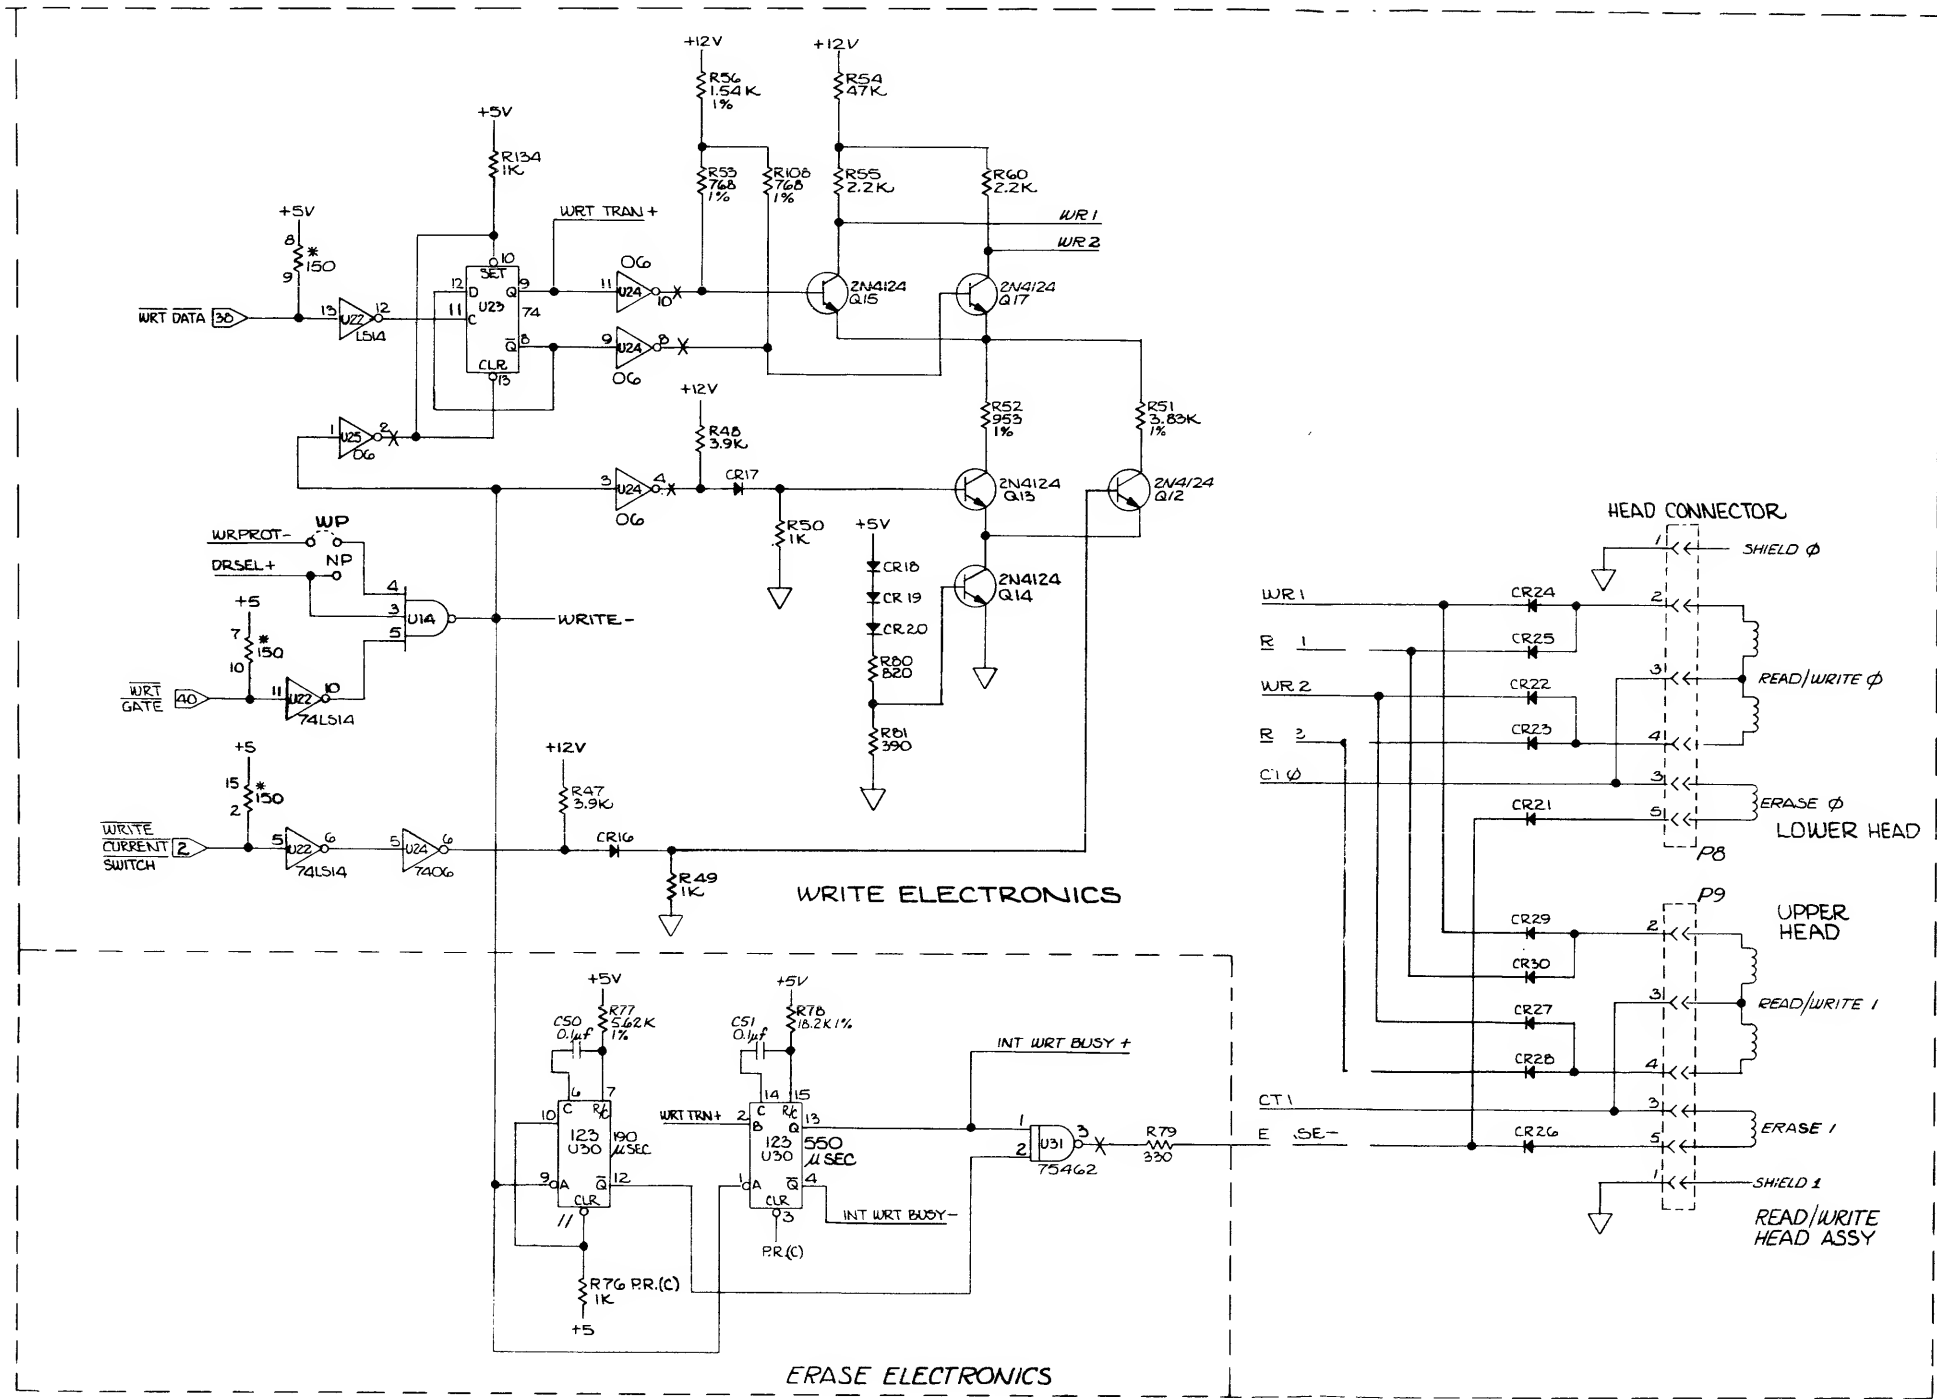 +12V
R56
1.54K
1%
+12V
R54
47K
+5V
R134
1K
R53
768
1%
R108
768
1%
R55
2.2K
R60
2.2K
WRT TRAN+
WR1
WR2
+5V
8
*
150
9
10
SET
12
D
Q
9
U23
11
C
74
Q
8
CLR
13
06
11
U24
10
X
9
U24
8
X
06
2N4124
Q15
2N4124
Q17
WRT DATA
38
13
U22
12
LS14
+12V
R48
3.9K
R52
953
1%
R51
3.83K
1%
1
U25
2
X
06
3
U24
4
X
06
CR17
2N4124
Q13
2N4124
Q12
R50
1K
+5V
CR18
CR19
CR20
R80
820
R81
390
2N4124
Q14
WP
WRPROT-
NP
DRSEL+
4
3
5
U14
WRITE-
+5
7
*
150
10
WRT
GATE
40
11
U22
10
74LS14
+5
15
*
150
2
WRITE
CURRENT
SWITCH
2
5
U22
6
74LS14
5
U24
6
7406
+12V
R47
3.9K
CR16
R49
1K
WRITE ELECTRONICS
HEAD CONNECTOR
1
SHIELD Ø
WR1
CR24
2
R 1
CR25
3
READ/WRITE Ø
WR2
CR22
R
CR23
4
CTØ
3
ERASE Ø
CR21
5
LOWER HEAD
P8
P9
UPPER
HEAD
CR29
2
CR30
3
READ/WRITE 1
CR27
CR28
4
CT1
3
ERASE 1
E SE-
CR26
5
1
SHIELD 1
READ/WRITE
HEAD ASSY
+5V
R77
5.62K
1%
C50
0.1µf
+5V
R78
18.2K1%
C51
0.1µf
INT WRT BUSY +
6
7
10
C
R/C
123
U30
190
µSEC
9
A
Q
12
CLR
11
R76 P.R.(C)
1K
+5
WRT TRN+
14
15
2
C
R/C
B
Q
13
123
U30
550
µSEC
1
A
Q
4
CLR
3
P.R.(C)
INT WRT BUSY-
1
2
U31
3
X
75462
R79
330
ERASE ELECTRONICS